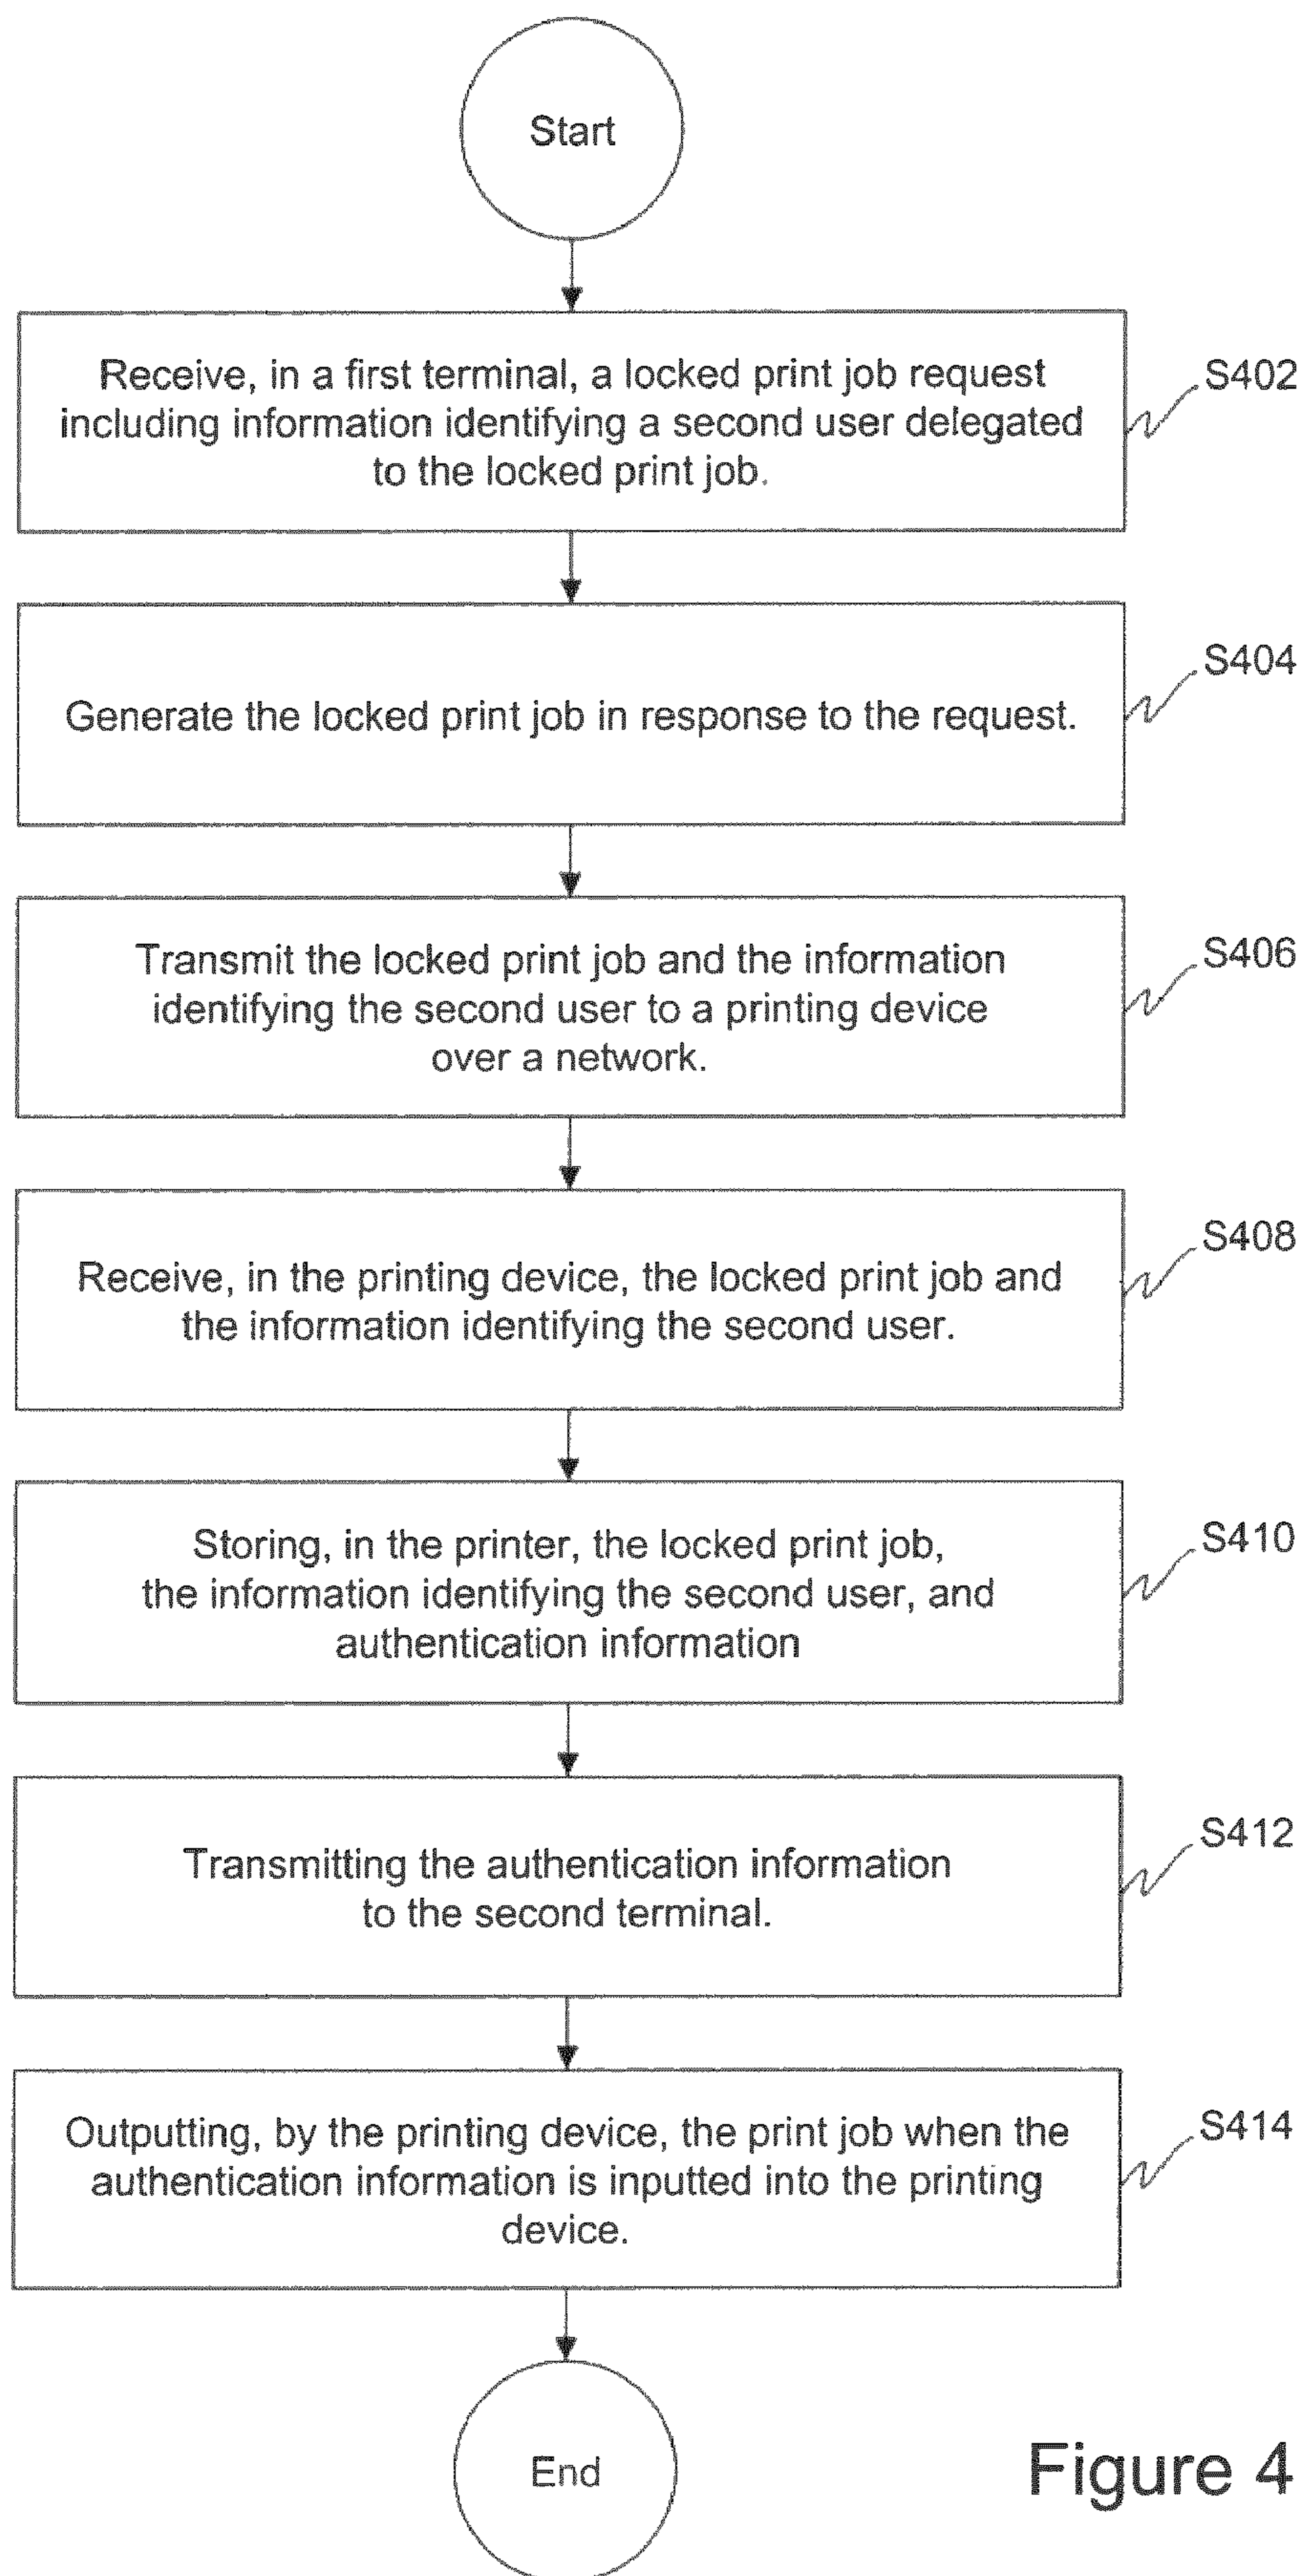 Start
Receive, in a first terminal, a locked print job request
including information identifying a second user delegated
to the locked print job.
S402
Generate the locked print job in response to the request.
S404
Transmit the locked print job and the information
identifying the second user to a printing device
over a network.
S406
Receive, in the printing device, the locked print job and
the information identifying the second user.
S408
Storing, in the printer, the locked print job,
the information identifying the second user, and
authentication information
S410
Transmitting the authentication information
to the second terminal.
S412
Outputting, by the printing device, the print job when the
authentication information is inputted into the printing
device.
S414
End
Figure 4